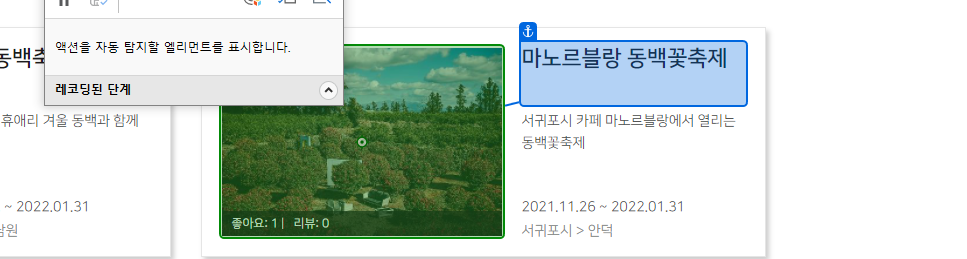 액션을 자동 탐지할 엘리먼트를 표시합니다.
레코딩된 단계
휴애리 겨울 동백과 함께
~ 2022.01.31
좋아요: 1 | 리뷰: 0
마노르블랑 동백꽃축제
서귀포시 카페 마노르블랑에서 열리는
동백꽃축제
2021.11.26 ~ 2022.01.31
서귀포시 > 안덕